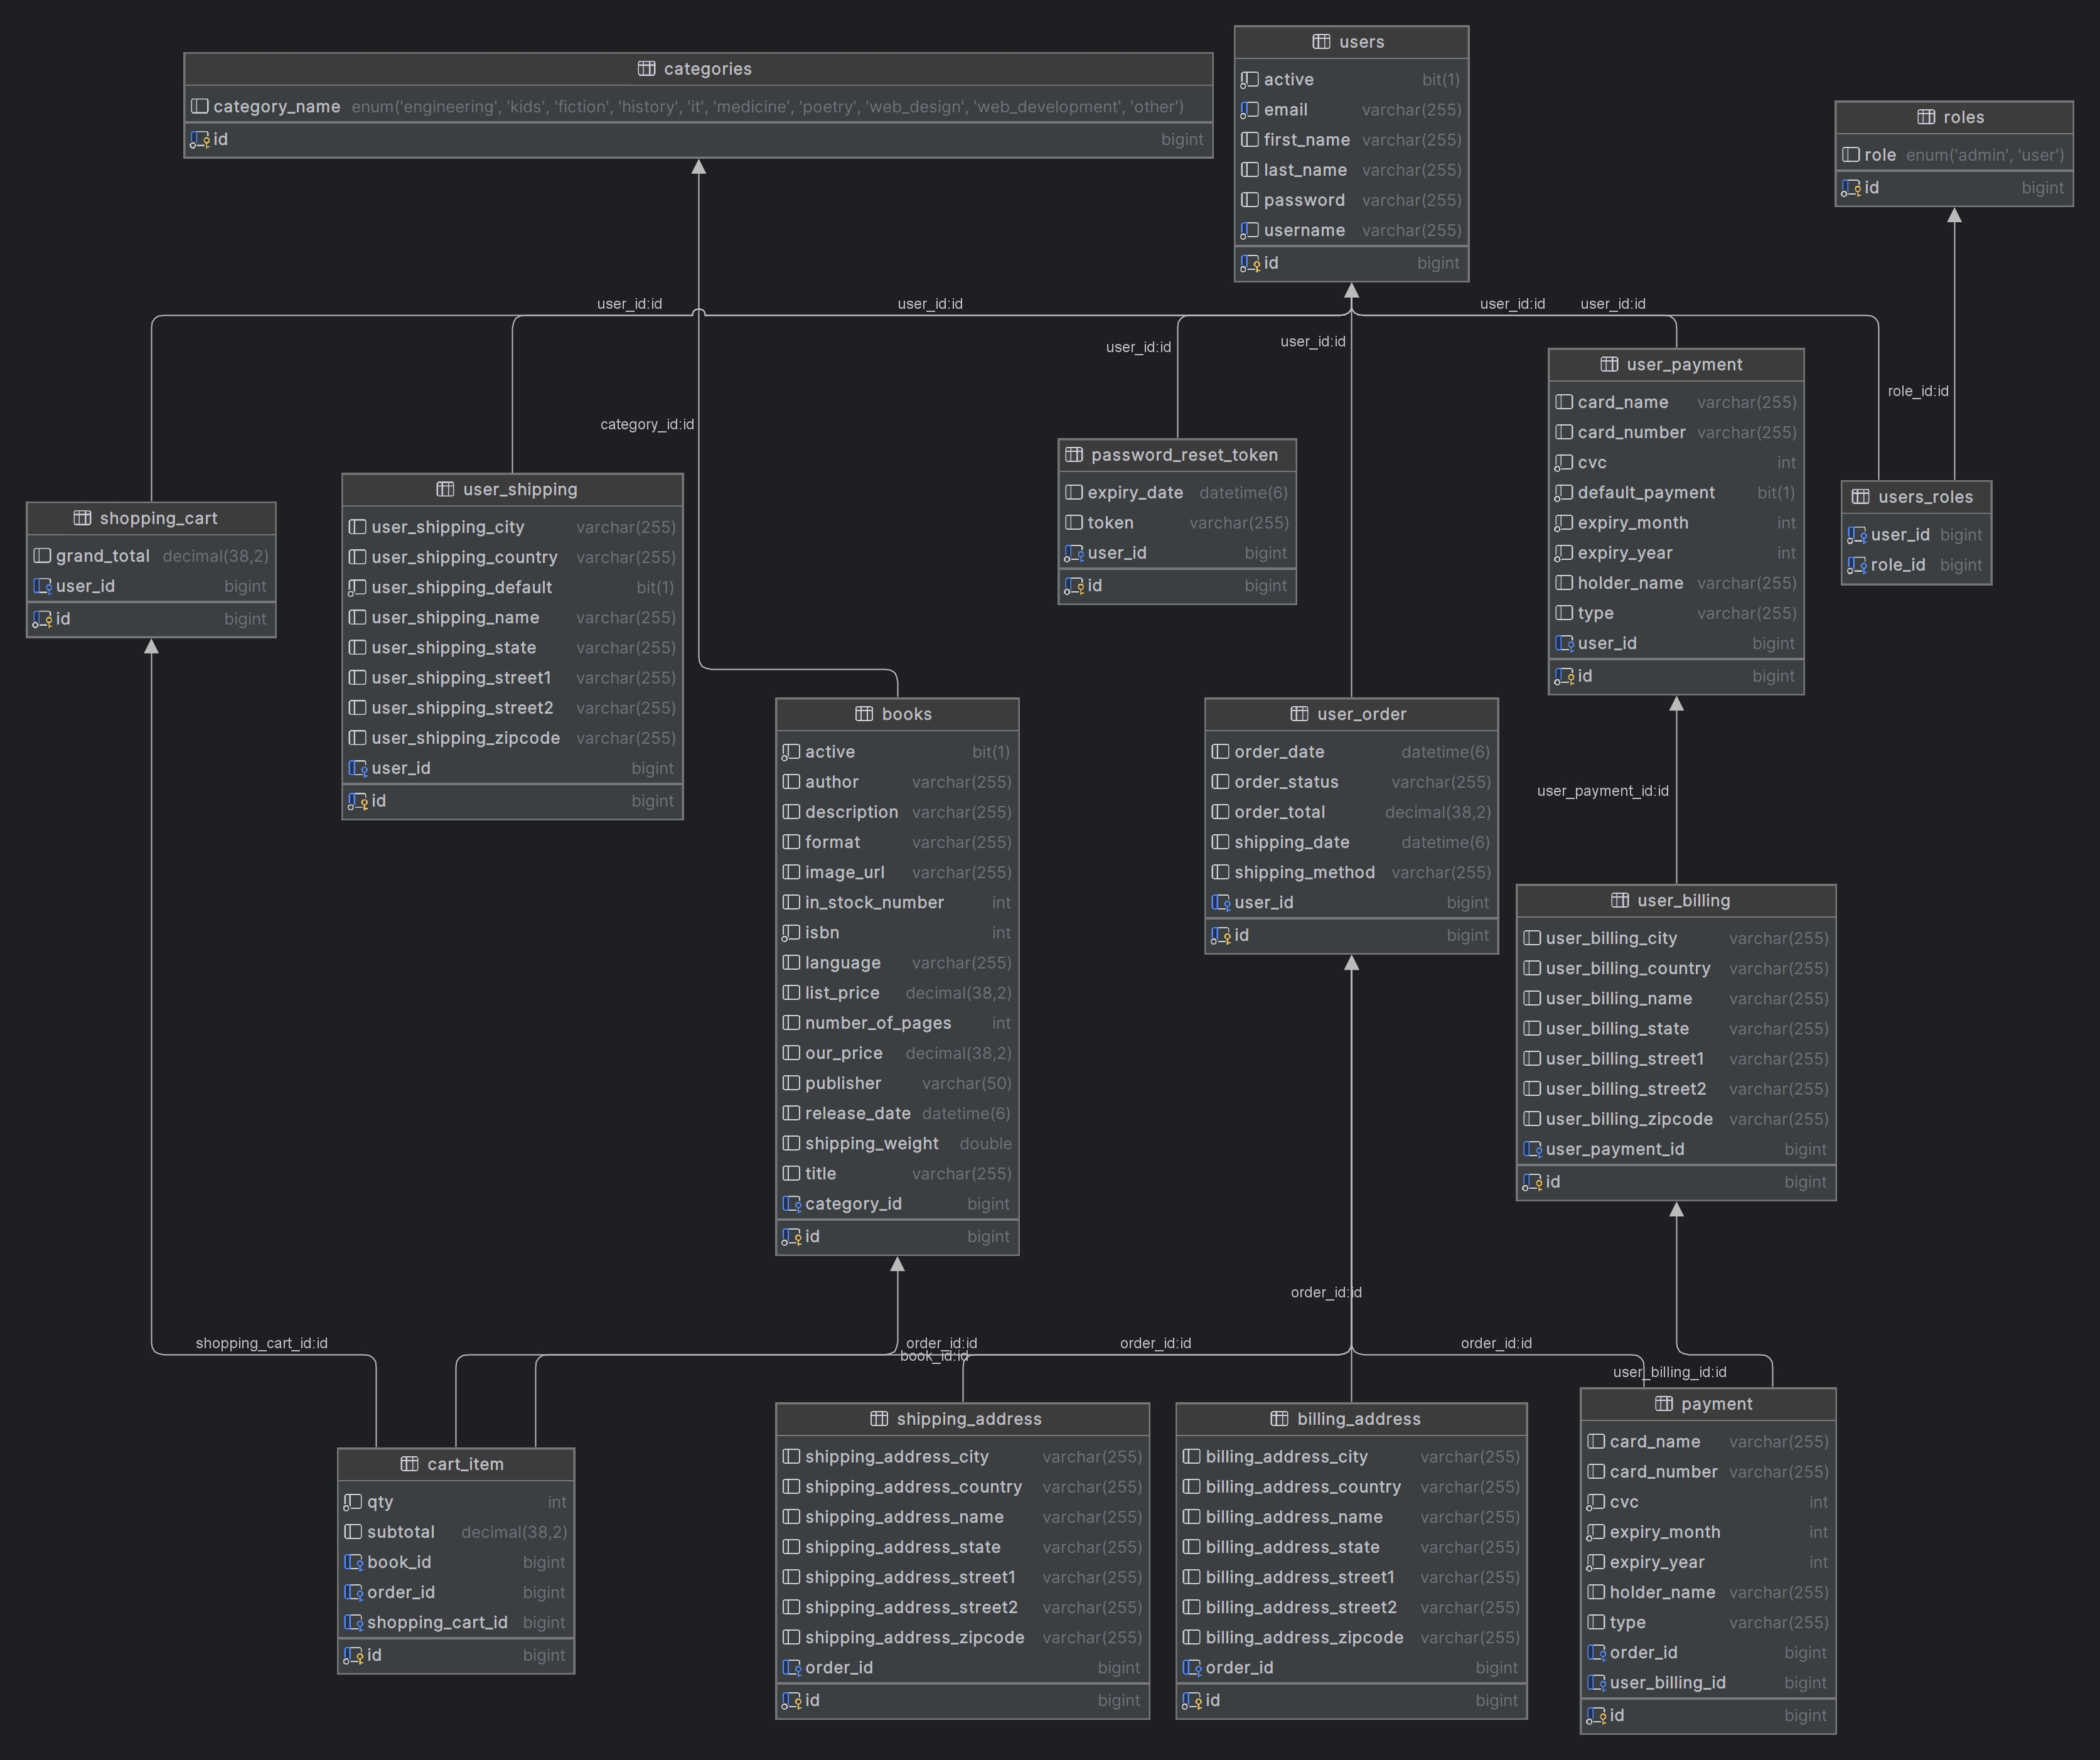 categories
category_name enum('engineering', 'kids', 'fiction', 'history', 'it', 'medicine', 'poetry', 'web_design', 'web_development', 'other')
id bigint
users
active bit(1)
email varchar(255)
first_name varchar(255)
last_name varchar(255)
password varchar(255)
username varchar(255)
id bigint
roles
role enum('admin', 'user')
id bigint
user_id:id
user_id:id
user_id:id
user_id:id
user_id:id
user_id:id
role_id:id
category_id:id
shopping_cart
grand_total decimal(38,2)
user_id bigint
id bigint
user_shipping
user_shipping_city varchar(255)
user_shipping_country varchar(255)
user_shipping_default bit(1)
user_shipping_name varchar(255)
user_shipping_state varchar(255)
user_shipping_street1 varchar(255)
user_shipping_street2 varchar(255)
user_shipping_zipcode varchar(255)
user_id bigint
id bigint
password_reset_token
expiry_date datetime(6)
token varchar(255)
user_id bigint
id bigint
user_payment
card_name varchar(255)
card_number varchar(255)
cvc int
default_payment bit(1)
expiry_month int
expiry_year int
holder_name varchar(255)
type varchar(255)
user_id bigint
id bigint
users_roles
user_id bigint
role_id bigint
books
active bit(1)
author varchar(255)
description varchar(255)
format varchar(255)
image_url varchar(255)
in_stock_number int
isbn int
language varchar(255)
list_price decimal(38,2)
number_of_pages int
our_price decimal(38,2)
publisher varchar(50)
release_date datetime(6)
shipping_weight double
title varchar(255)
category_id bigint
id bigint
user_order
order_date datetime(6)
order_status varchar(255)
order_total decimal(38,2)
shipping_date datetime(6)
shipping_method varchar(255)
user_id bigint
id bigint
user_payment_id:id
user_billing
user_billing_city varchar(255)
user_billing_country varchar(255)
user_billing_name varchar(255)
user_billing_state varchar(255)
user_billing_street1 varchar(255)
user_billing_street2 varchar(255)
user_billing_zipcode varchar(255)
user_payment_id bigint
id bigint
order_id:id
shopping_cart_id:id
order_id:id
book_id:id
order_id:id
order_id:id
user_billing_id:id
cart_item
qty int
subtotal decimal(38,2)
book_id bigint
order_id bigint
shopping_cart_id bigint
id bigint
shipping_address
shipping_address_city varchar(255)
shipping_address_country varchar(255)
shipping_address_name varchar(255)
shipping_address_state varchar(255)
shipping_address_street1 varchar(255)
shipping_address_street2 varchar(255)
shipping_address_zipcode varchar(255)
order_id bigint
id bigint
billing_address
billing_address_city varchar(255)
billing_address_country varchar(255)
billing_address_name varchar(255)
billing_address_state varchar(255)
billing_address_street1 varchar(255)
billing_address_street2 varchar(255)
billing_address_zipcode varchar(255)
order_id bigint
id bigint
payment
card_name varchar(255)
card_number varchar(255)
cvc int
expiry_month int
expiry_year int
holder_name varchar(255)
type varchar(255)
order_id bigint
user_billing_id bigint
id bigint